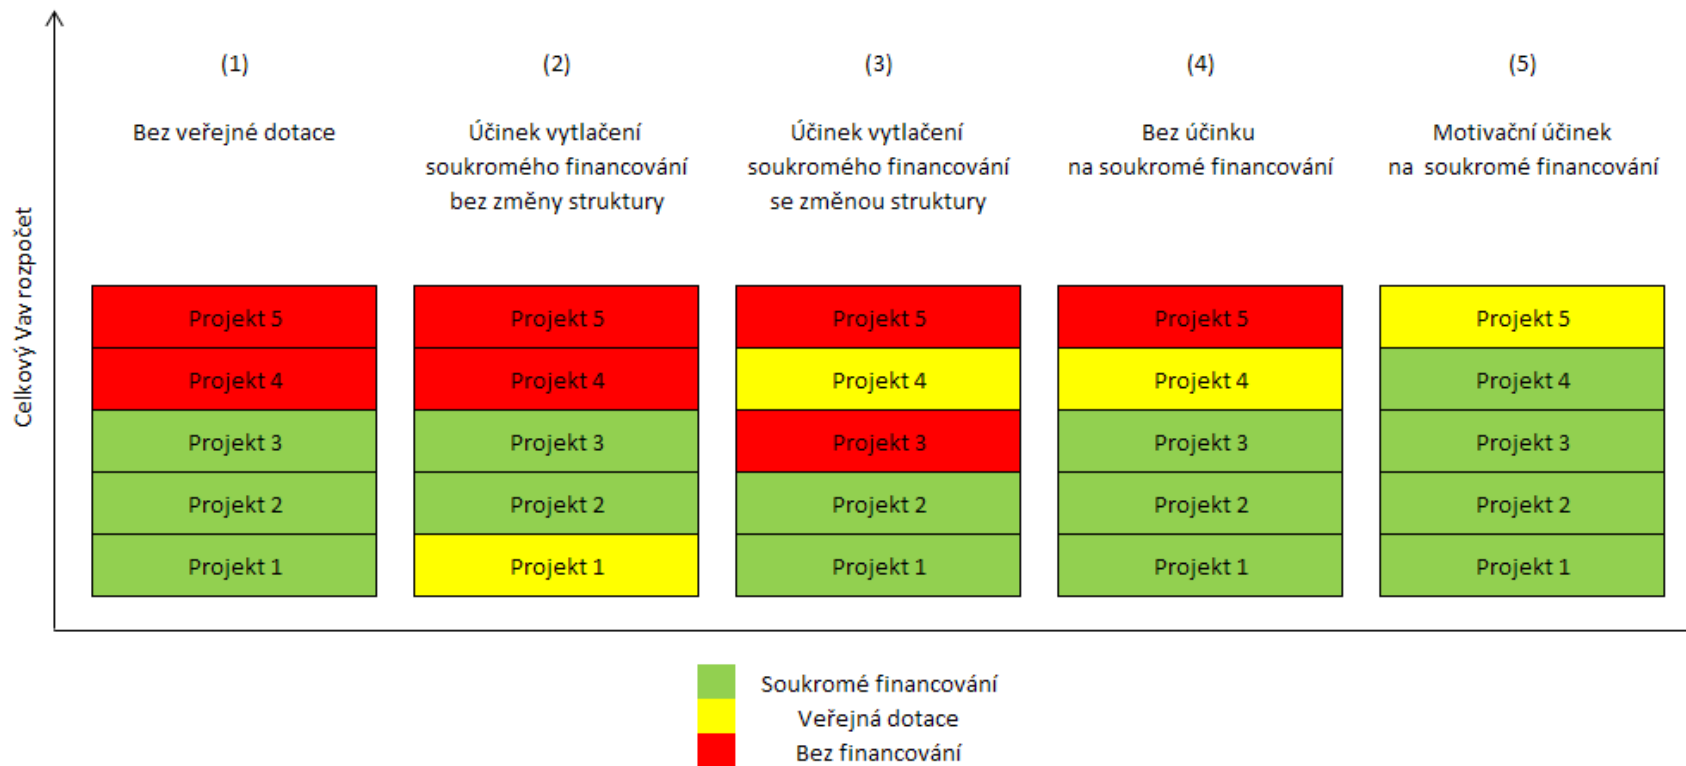 Celkový Vav rozpočet
(1)
Bez veřejné dotace
(2)
Účinek vytlačení
soukromého financování
bez změny struktury
(3)
Účinek vytlačení
soukromého financování
se změnou struktury
(4)
Bez účinku
na soukromé financování
(5)
Motivační účinek
na soukromé financování
Projekt 5
Projekt 4
Projekt 3
Projekt 2
Projekt 1
Projekt 5
Projekt 4
Projekt 3
Projekt 2
Projekt 1
Projekt 5
Projekt 4
Projekt 3
Projekt 2
Projekt 1
Projekt 5
Projekt 4
Projekt 3
Projekt 2
Projekt 1
Projekt 5
Projekt 4
Projekt 3
Projekt 2
Projekt 1
Soukromé financování
Veřejná dotace
Bez financování